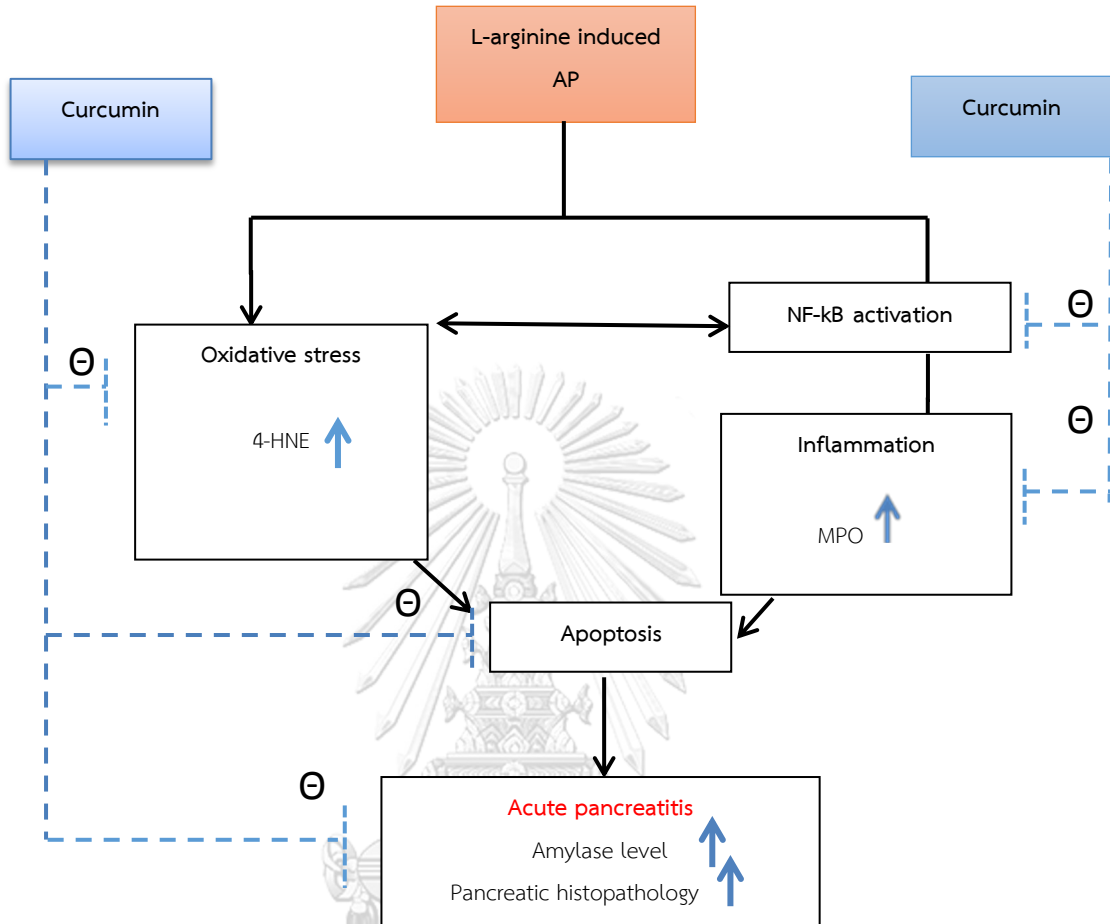 L-arginine induced
AP
Curcumin
Curcumin
NF-kB activation
Θ
Oxidative stress
Θ
4-HNE
Θ
Inflammation
MPO
Θ
Apoptosis
Θ
Acute pancreatitis
Amylase level
Pancreatic histopathology